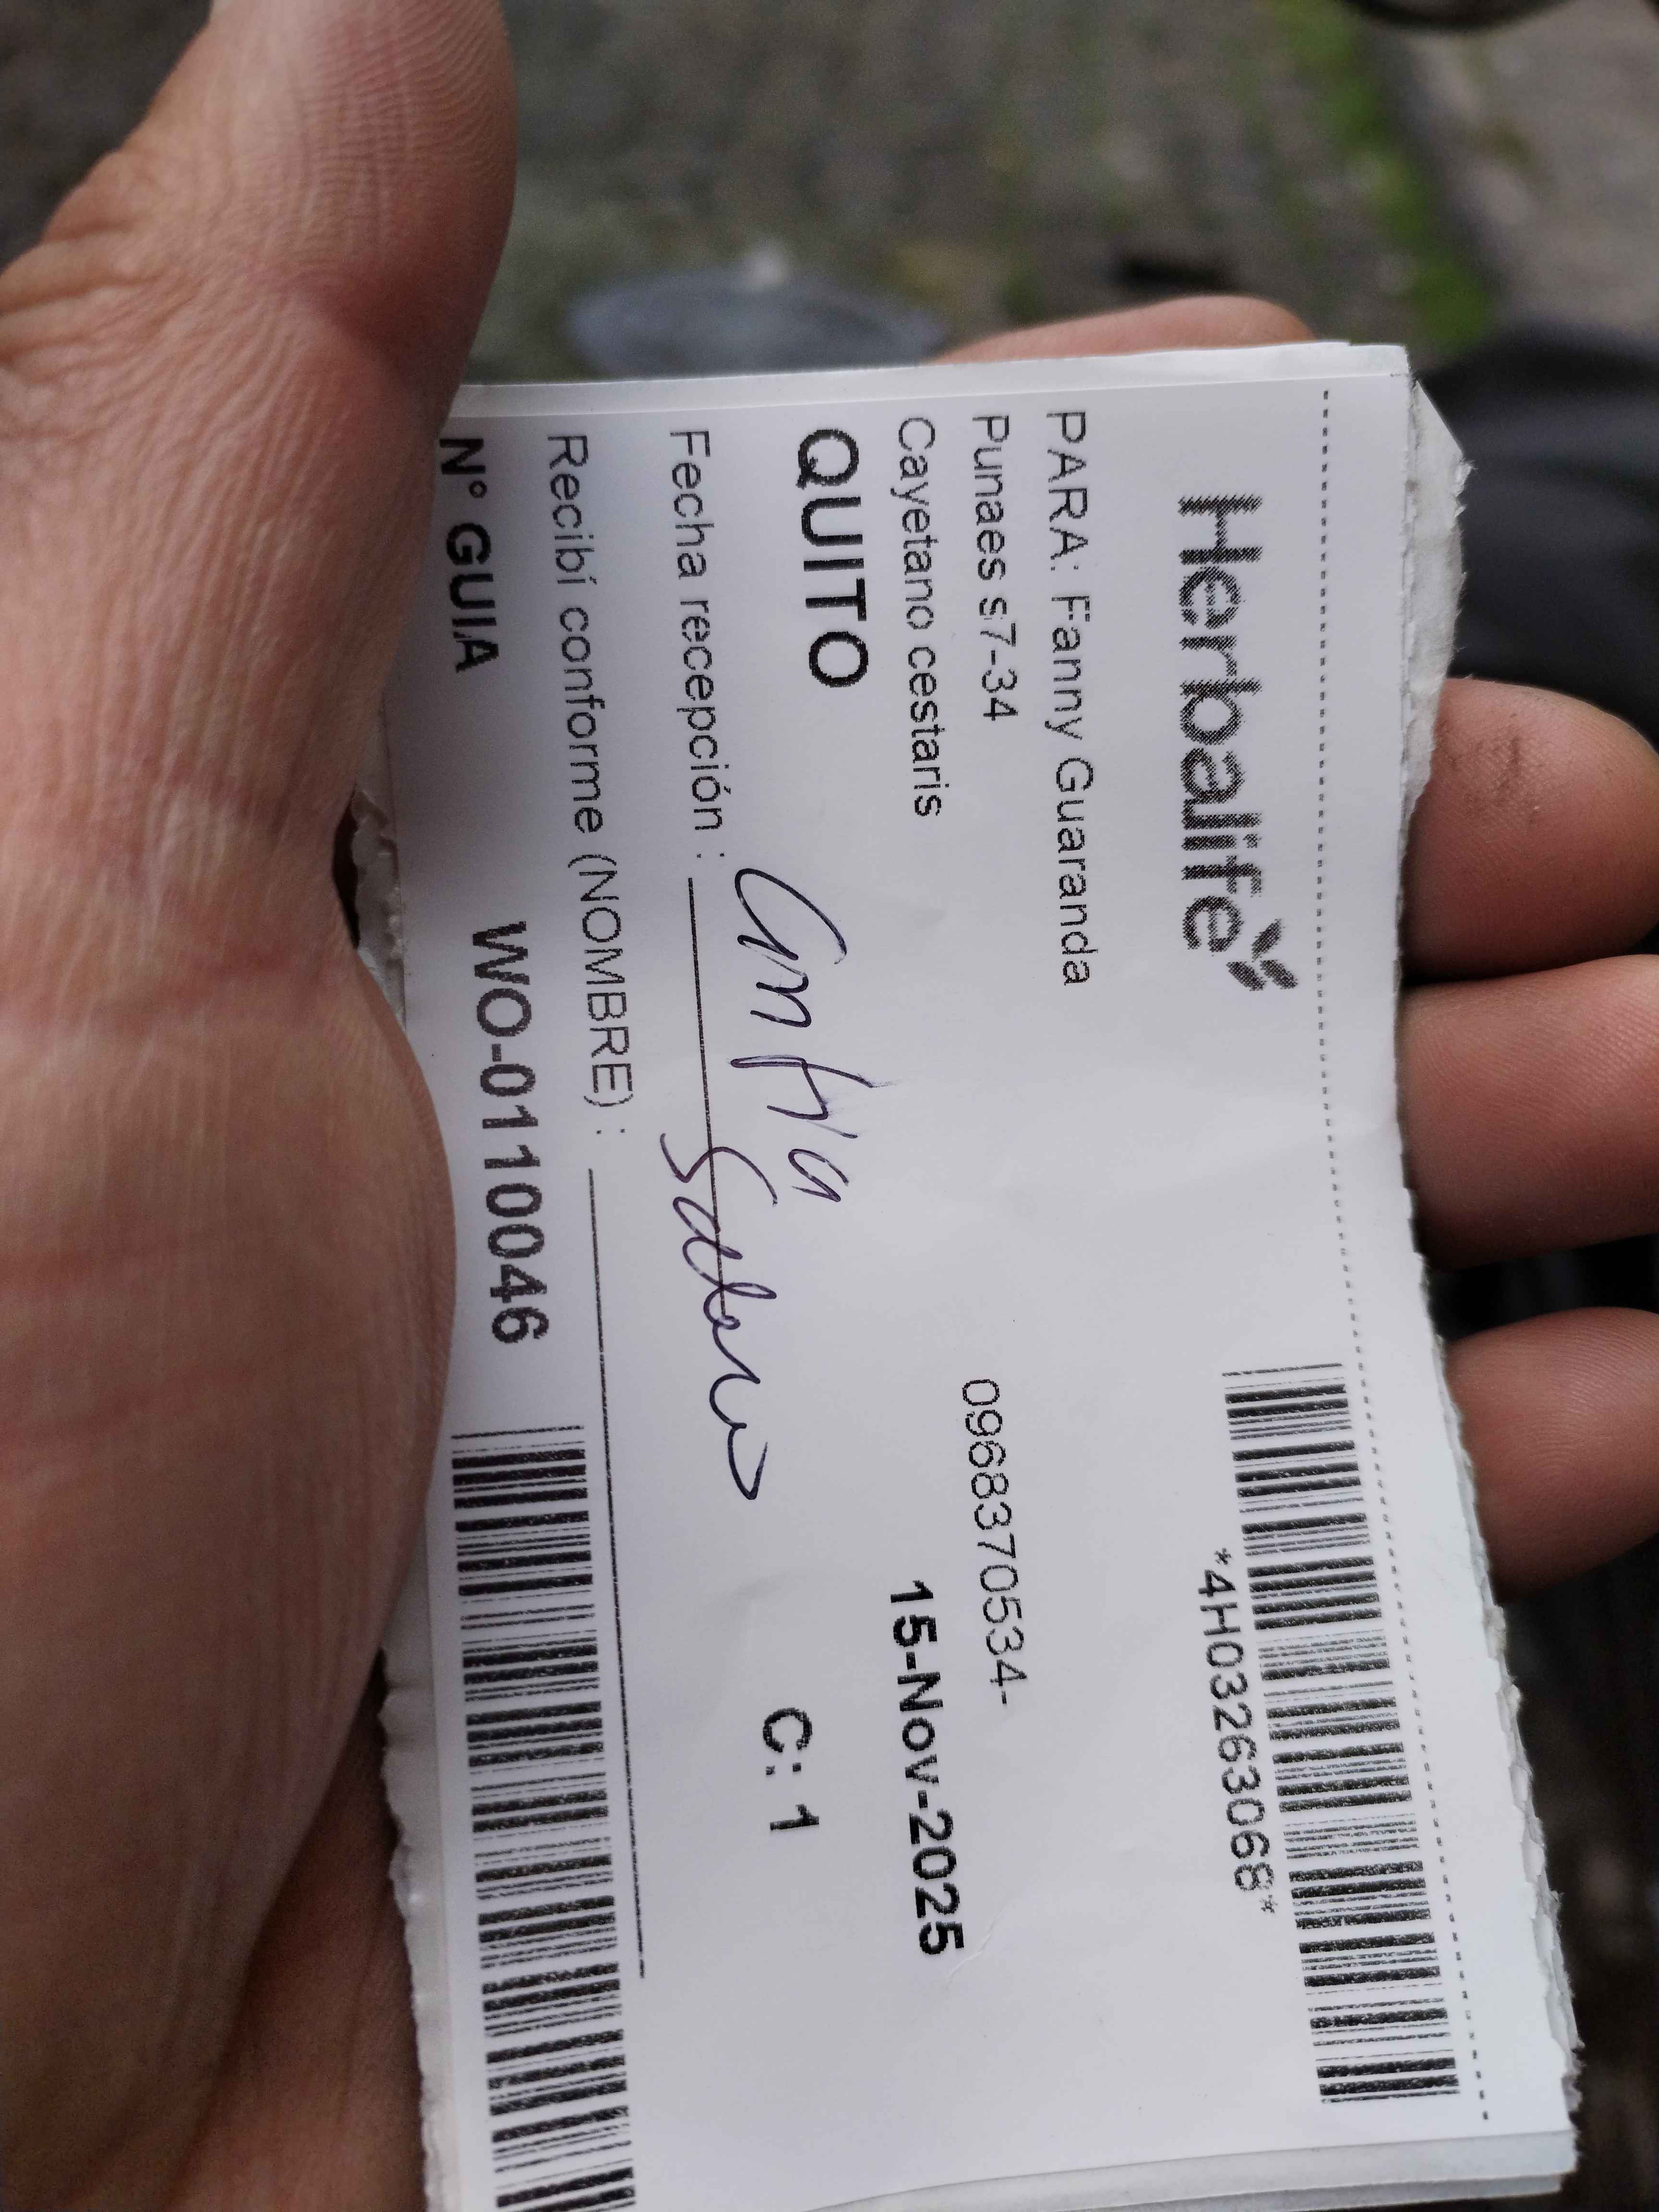 Herbalife
*4H03263068*
PARA: Fanny Guaranda
Punaes s7-34
0968370534-
Cayetano cestaris
15-Nov-2025
QUITO
C: 1
Fecha recepción :
Recibí conforme (NOMBRE) :
N° GUIA WO-0110046